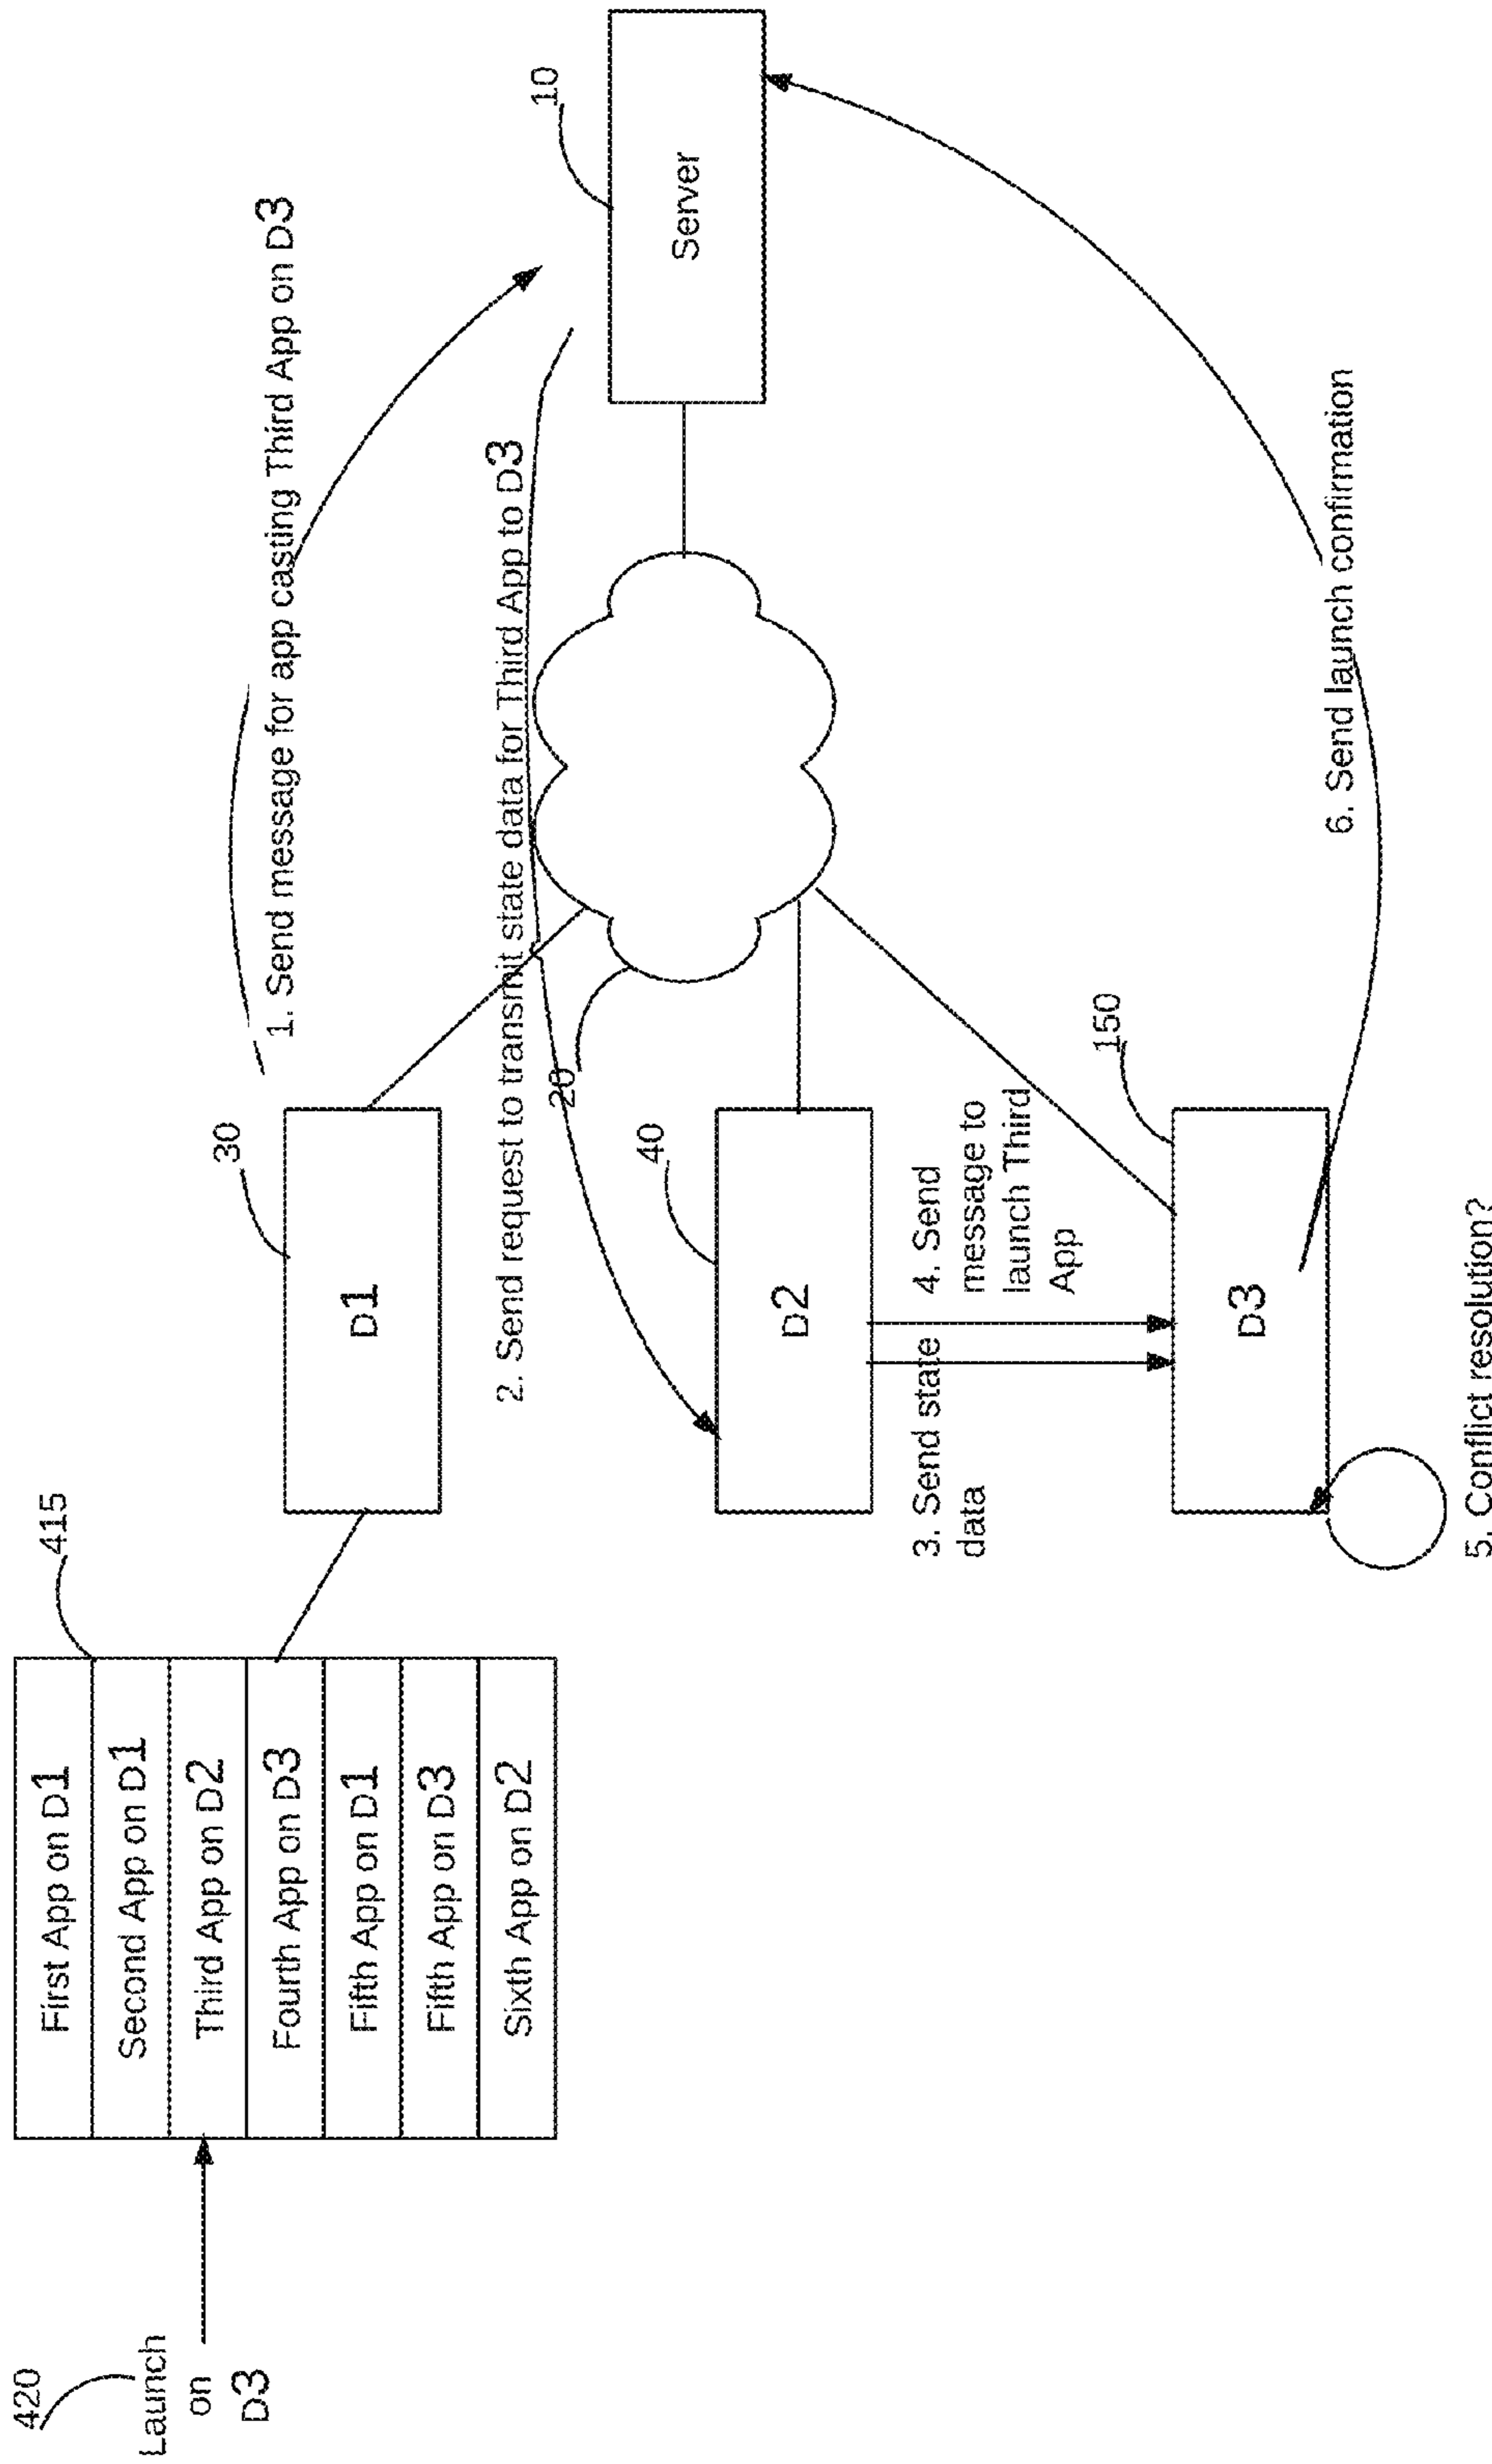 420
Launch
on
D3
First App on D1
Second App on D1
Third App on D2
Fourth App on D3
Fifth App on D1
Fifth App on D3
Sixth App on D2
415
30
D1
1. Send message for app casting Third App on D3
2. Send request to transmit state data for Third App to D3
20
10
Server
40
D2
3. Send state
data
4. Send
message to
launch Third
App
150
D3
5. Conflict resolution?
6. Send launch confirmation